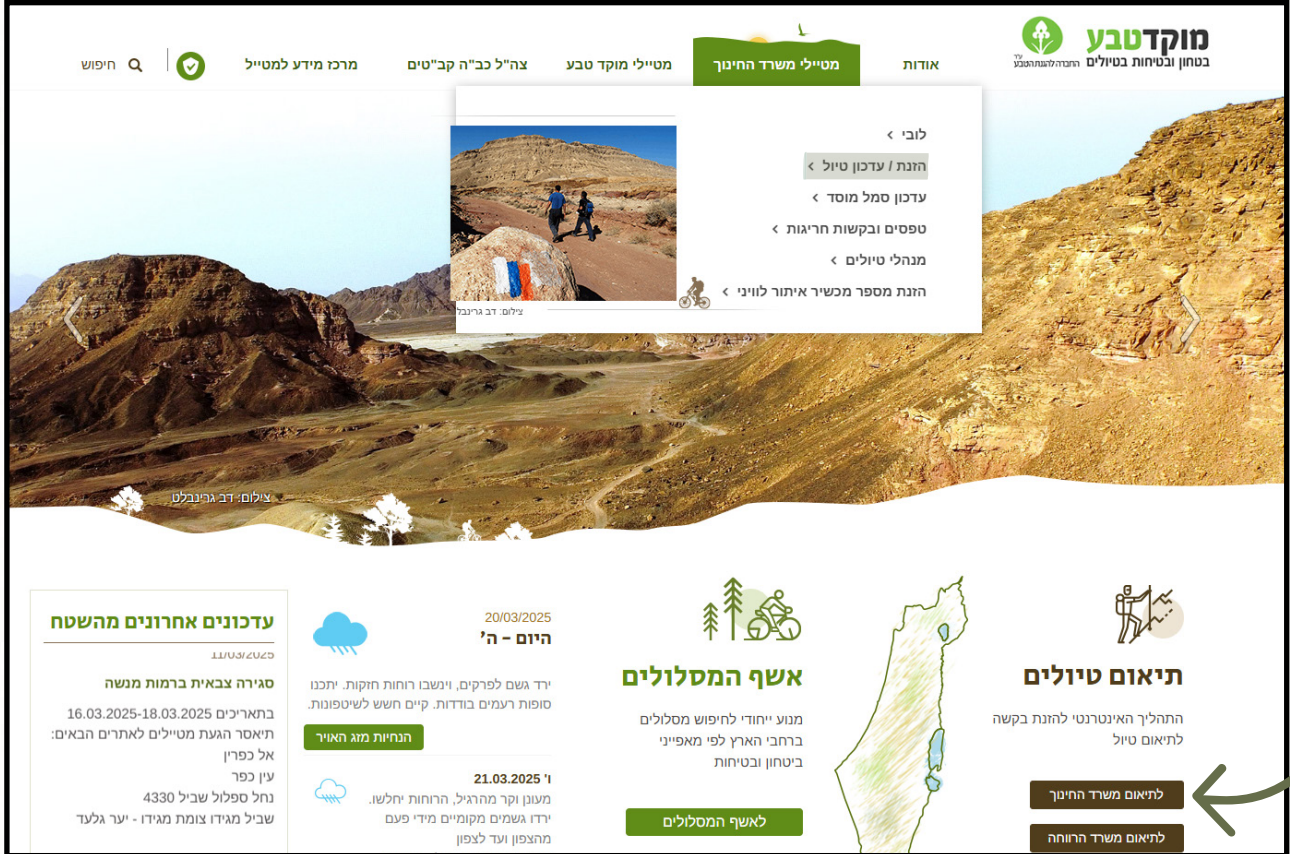 מוקדטבע
בטחון ובטיחות בטיולים
ע"ר
החברה להגנת הטבע
אודות
מטיילי משרד החינוך
מטיילי מוקד טבע
צה"ל כב"ה קב"טים
מרכז מידע למטייל
חיפוש
לובי
הזנת / עדכון טיול
עדכון סמל מוסד
טפסים ובקשות חריגות
מנהלי טיולים
הזנת מספר מכשיר איתור לוויני
צילום: דב גרינבל
צילום: דב גרינבלט
תיאום טיולים
התהליך האינטרנטי להזנת בקשה
לתיאום טיול
לתיאום משרד החינוך
לתיאום משרד הרווחה
אשף המסלולים
מנוע ייחודי לחיפוש מסלולים
ברחבי הארץ לפי מאפייני
ביטחון ובטיחות
לאשף המסלולים
20/03/2025
היום - ה'
ירד גשם לפרקים, וינשבו רוחות חזקות. יתכנו
סופות רעמים בודדות. קיים חשש לשיטפונות.
הנחיות מזג האויר
ו' 21.03.2025
מעונן וקר מהרגיל, הרוחות יחלשו.
ירדו גשמים מקומיים מידי פעם
מהצפון ועד לצפון
עדכונים אחרונים מהשטח
11/03/2025
סגירה צבאית ברמות מנשה
בתאריכים 16.03.2025-18.03.2025
תיאסר הגעת מטיילים לאתרים הבאים:
אל כפרין
עין כפר
נחל ספלול שביל 4330
שביל מגידו צומת מגידו - יער גלעד